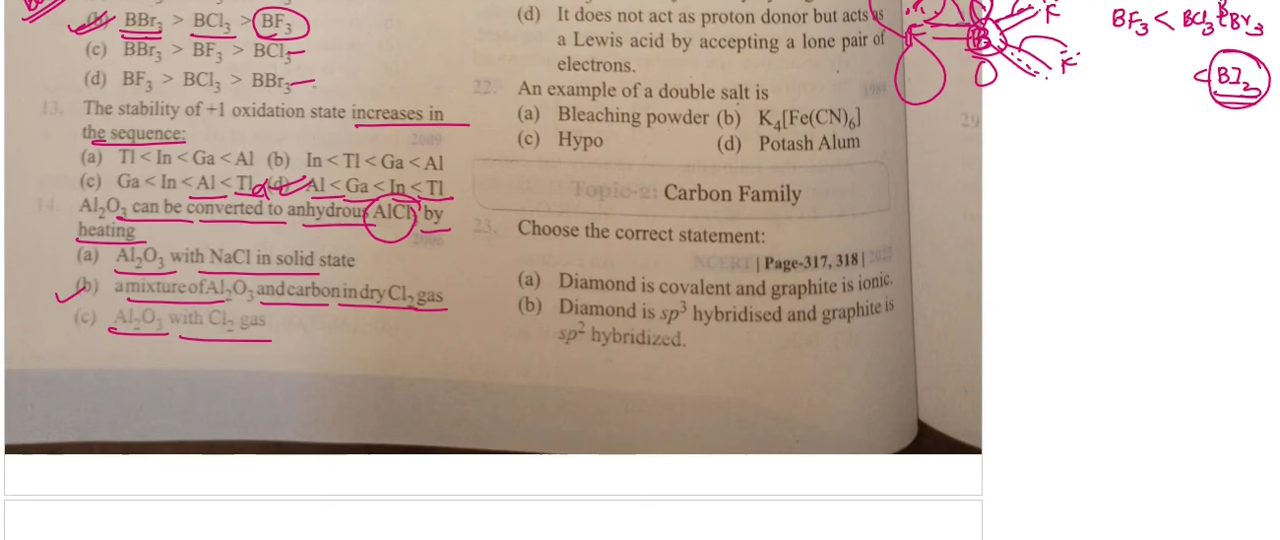 (b) BBr₃ > BCl₃ > BF₃
(c) BBr₃ > BF₃ > BCl₃
(d) BF₃ > BCl₃ > BBr₃
13. The stability of +1 oxidation state increases in
the sequence: 2009
(a) Tl < In < Ga < Al (b) In < Tl < Ga < Al
(c) Ga < In < Al < Tl (d) Al < Ga < In < Tl
14. Al₂O₃ can be converted to anhydrous AlCl₃ by
heating 2006
(a) Al₂O₃ with NaCl in solid state
(b) a mixture of Al₂O₃ and carbon in dry Cl₂ gas
(c) Al₂O₃ with Cl₂ gas
(d) It does not act as proton donor but acts as
a Lewis acid by accepting a lone pair of
electrons.
22. An example of a double salt is 1989
(a) Bleaching powder (b) K₄[Fe(CN)₆]
(c) Hypo (d) Potash Alum
Topic-2: Carbon Family
23. Choose the correct statement:
NCERT | Page-317, 318 | 2022
(a) Diamond is covalent and graphite is ionic.
(b) Diamond is sp³ hybridised and graphite is
sp² hybridized.
29
F
F
F
B
BF₃ < BCl₃ < BBr₃
< BI₃